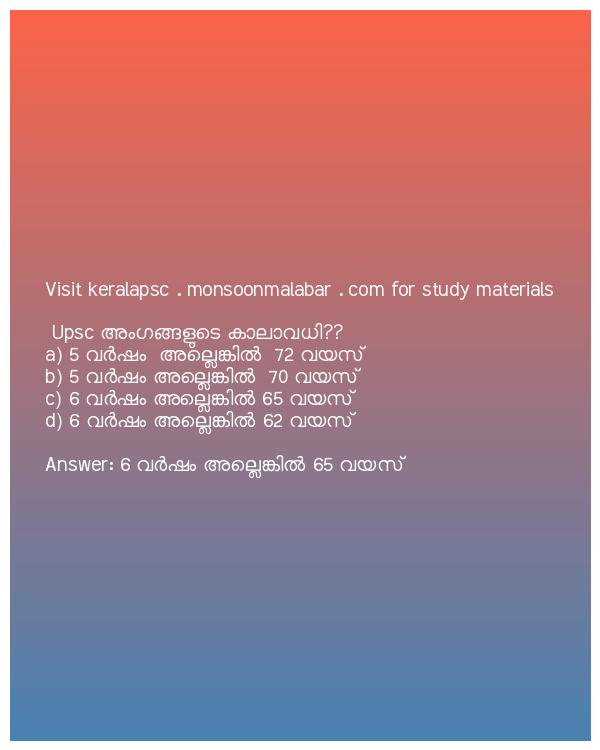 Visit keralapsc . monsoonmalabar . com for study materials
Upsc അംഗങ്ങളുടെ കാലാവധി??
a) 5 വർഷം അല്ലെങ്കിൽ 72 വയസ്
b) 5 വർഷം അല്ലെങ്കിൽ 70 വയസ്
c) 6 വർഷം അല്ലെങ്കിൽ 65 വയസ്
d) 6 വർഷം അല്ലെങ്കിൽ 62 വയസ്
Answer: 6 വർഷം അല്ലെങ്കിൽ 65 വയസ്